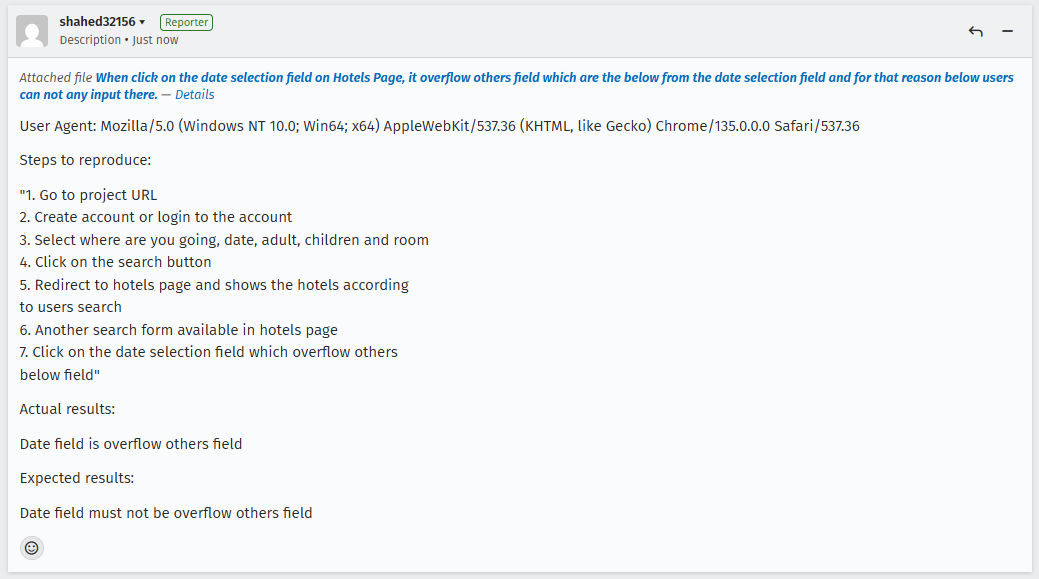 shahed32156 Reporter
Description • Just now
Attached file When click on the date selection field on Hotels Page, it overflow others field which are the below from the date selection field and for that reason below users
can not any input there. — Details
User Agent: Mozilla/5.0 (Windows NT 10.0; Win64; x64) AppleWebKit/537.36 (KHTML, like Gecko) Chrome/135.0.0.0 Safari/537.36
Steps to reproduce:
"1. Go to project URL
2. Create account or login to the account
3. Select where are you going, date, adult, children and room
4. Click on the search button
5. Redirect to hotels page and shows the hotels according
to users search
6. Another search form available in hotels page
7. Click on the date selection field which overflow others
below field"
Actual results:
Date field is overflow others field
Expected results:
Date field must not be overflow others field